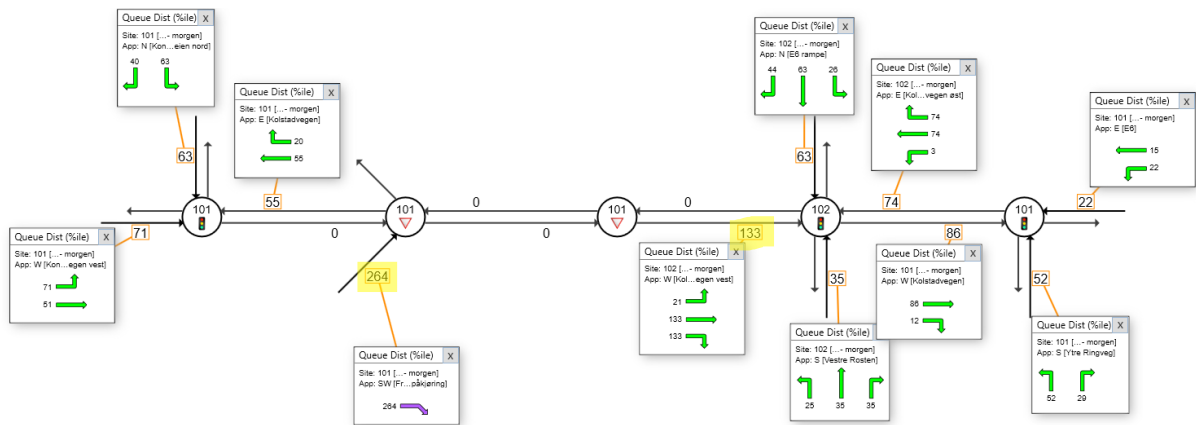 Queue Dist (%ile) X
Site: 101 [...- morgen]
App: N [Kon...eien nord]
40 63
Queue Dist (%ile) X
Site: 101 [...- morgen]
App: E [Kolstadvegen]
20
55
Queue Dist (%ile) X
Site: 102 [...- morgen]
App: N [E6 rampe]
44 63 26
Queue Dist (%ile) X
Site: 102 [...- morgen]
App: E [Kol...vegen øst]
74
74
3
Queue Dist (%ile) X
Site: 101 [...- morgen]
App: E [E6]
15
22
63
63
55
0
0
74
22
101
101
101
102
101
71
0
0
133
86
Queue Dist (%ile) X
Site: 101 [...- morgen]
App: W [Kon...egen vest]
71
51
264
Queue Dist (%ile) X
Site: 102 [...- morgen]
App: W [Kol...egen vest]
21
133
133
35
Queue Dist (%ile) X
Site: 101 [...- morgen]
App: W [Kolstadvegen]
86
12
52
Queue Dist (%ile) X
Site: 101 [...- morgen]
App: SW [Fr...påkjøring]
264
Queue Dist (%ile) X
Site: 102 [...- morgen]
App: S [Vestre Rosten]
25 35 35
Queue Dist (%ile) X
Site: 101 [...- morgen]
App: S [Ytre Ringveg]
52 29